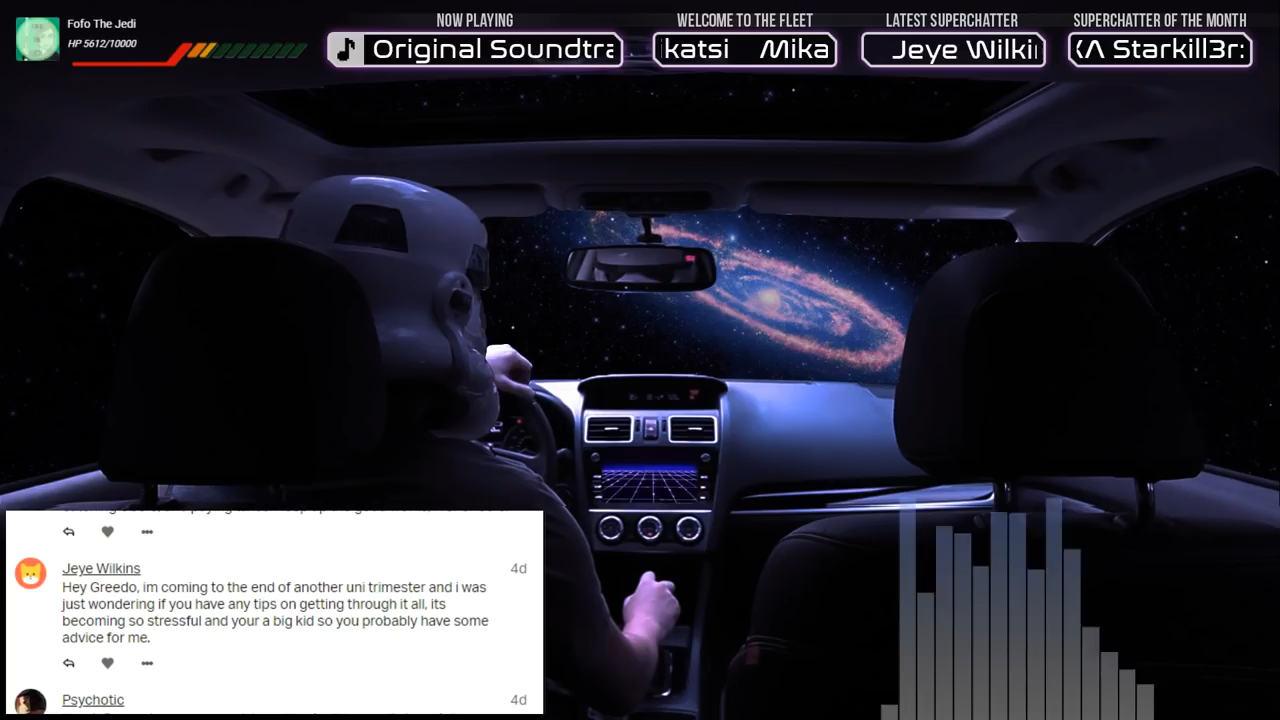 Fofo The Jedi
HP 5612/10000
NOW PLAYING
Original Soundtra
WELCOME TO THE FLEET
katsi Mika
LATEST SUPERCHATTER
Jeye Wilki
SUPERCHATTER OF THE MONTH
Starkill3r:
Jeye Wilkins
4d
Hey Greedo, im coming to the end of another uni trimester and i was
just wondering if you have any tips on getting through it all, its
becoming so stressful and your a big kid so you probably have some
advice for me.
Psychotic
4d